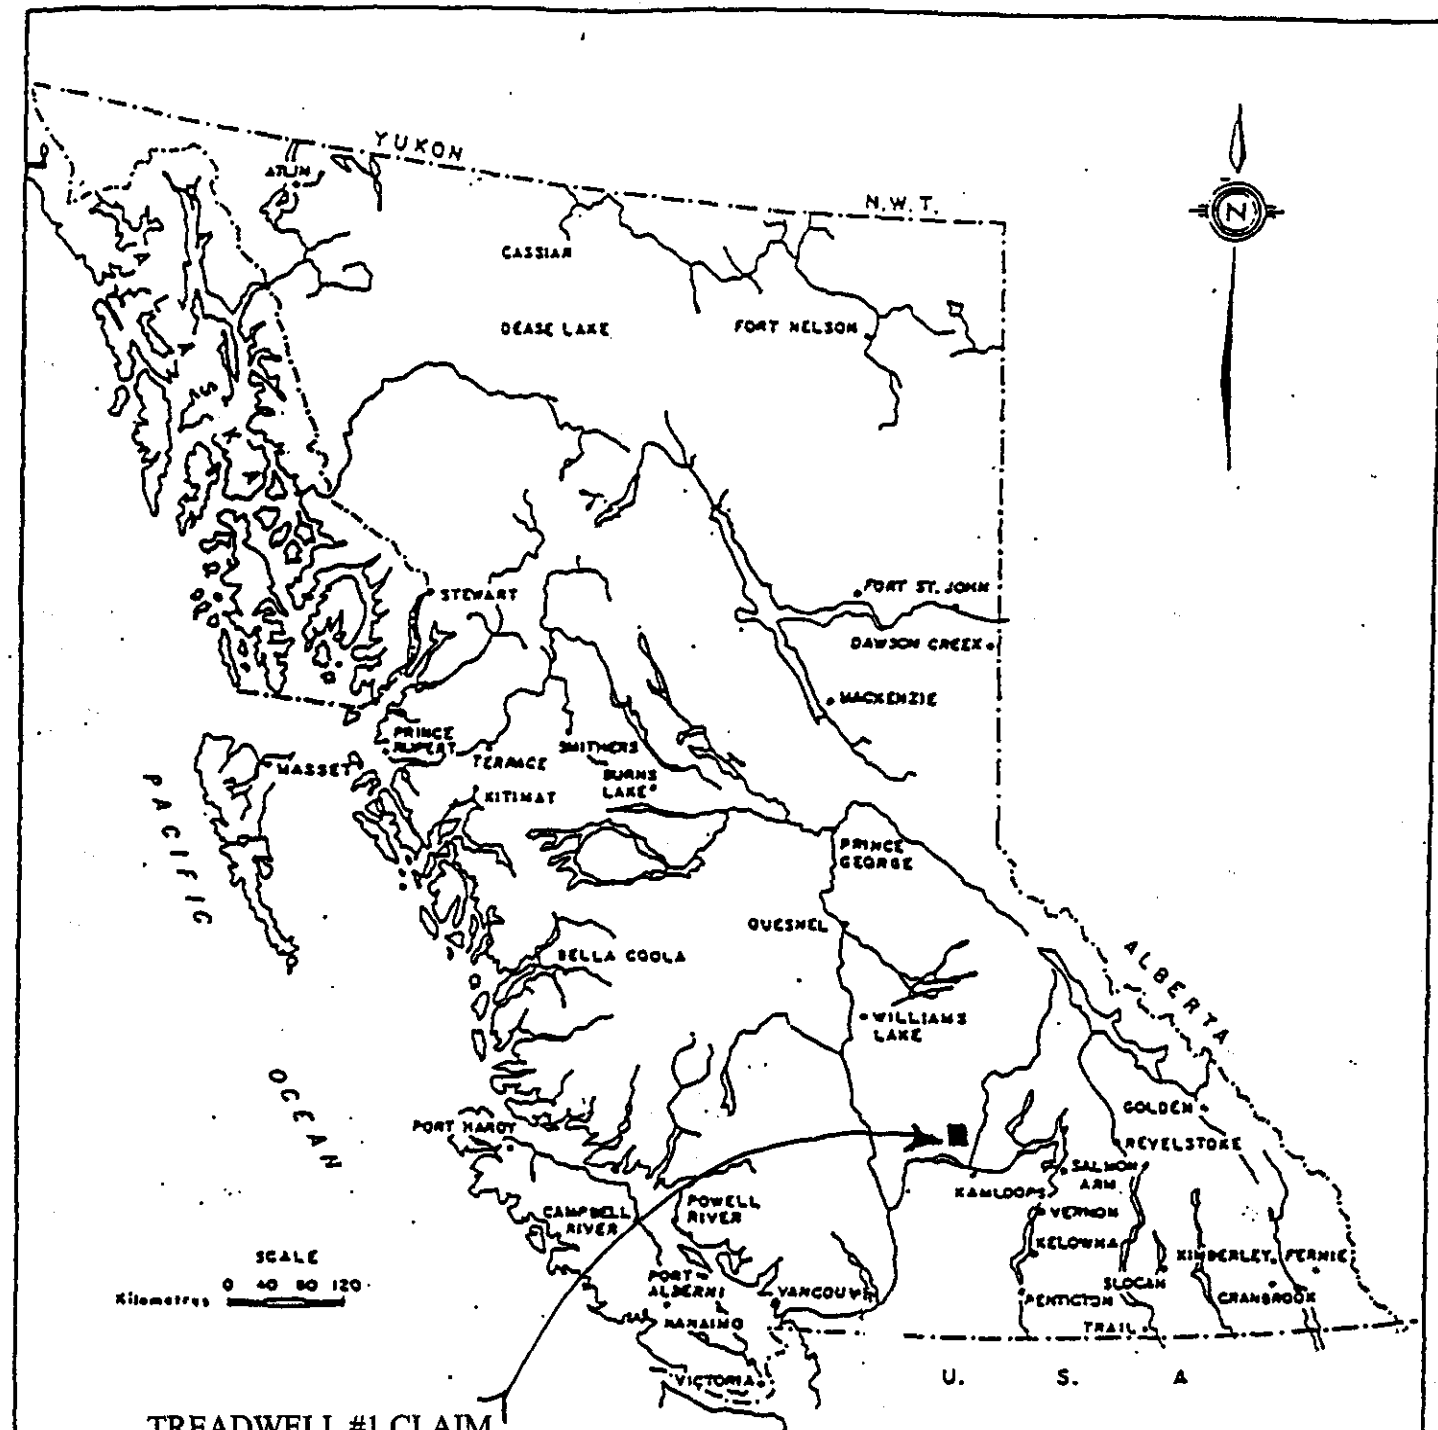 YUKON
ATLIN
N.W.T.
N
CASSIAR
DEASE LAKE
FORT NELSON
ALASKA
FORT ST. JOHN
STEWART
DAWSON CREEK
MACKENZIE
PRINCE
RUPERT
SMITHERS
TERRACE
MASSET
BURNS
LAKE
KITIMAT
PACIFIC
PRINCE
GEORGE
QUESNEL
ALBERTA
BELLA COOLA
WILLIAMS
LAKE
OCEAN
GOLDEN
PORT HARDY
REVELSTOKE
SALMON
ARM
KAMLOOPS
POWELL
RIVER
CAMPBELL
RIVER
VERNON
KELOWNA
KIMBERLEY
FERNIE
SCALE
0 40 80 120
Kilometres
PORT
ALBERNI
SLOCAN
VANCOUVER
PENTICTON
CRANBROOK
NANAIMO
TRAIL
U. S. A
VICTORIA
TREADWELL #1 CLAIM